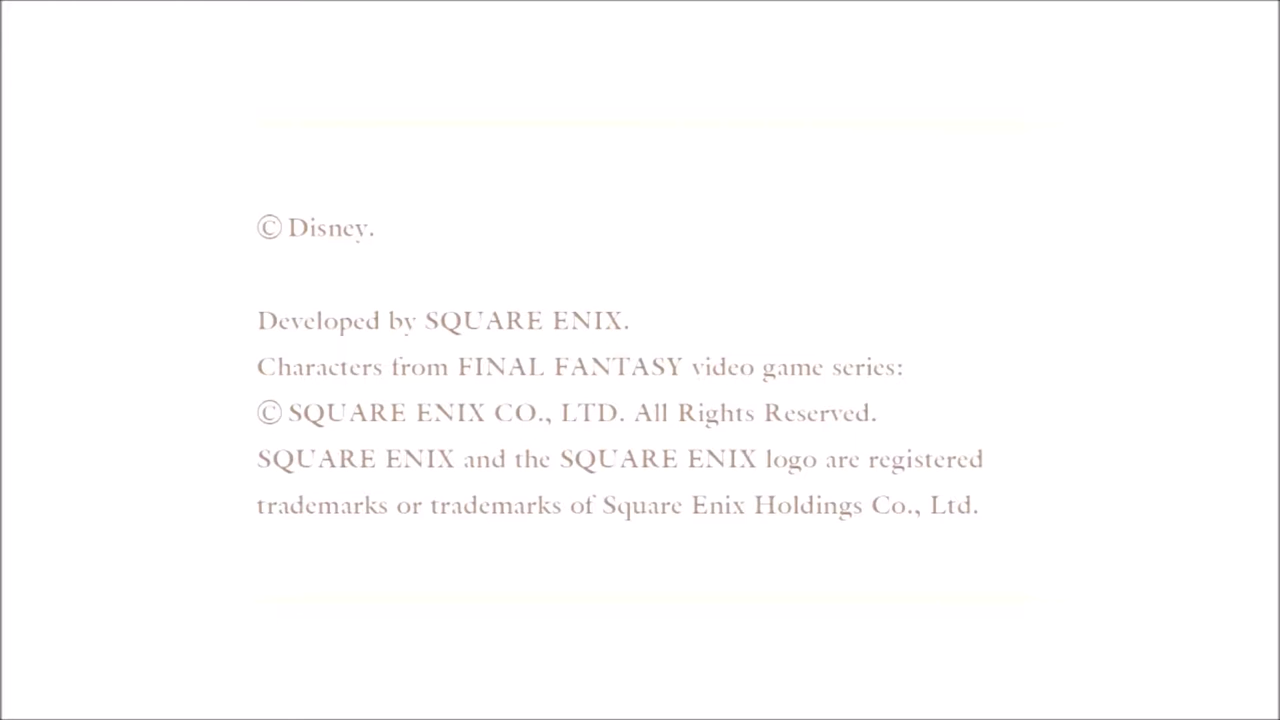 © Disney.
Developed by SQUARE ENIX.
Characters from FINAL FANTASY video game series:
© SQUARE ENIX CO., LTD. All Rights Reserved.
SQUARE ENIX and the SQUARE ENIX logo are registered
trademarks or trademarks of Square Enix Holdings Co., Ltd.